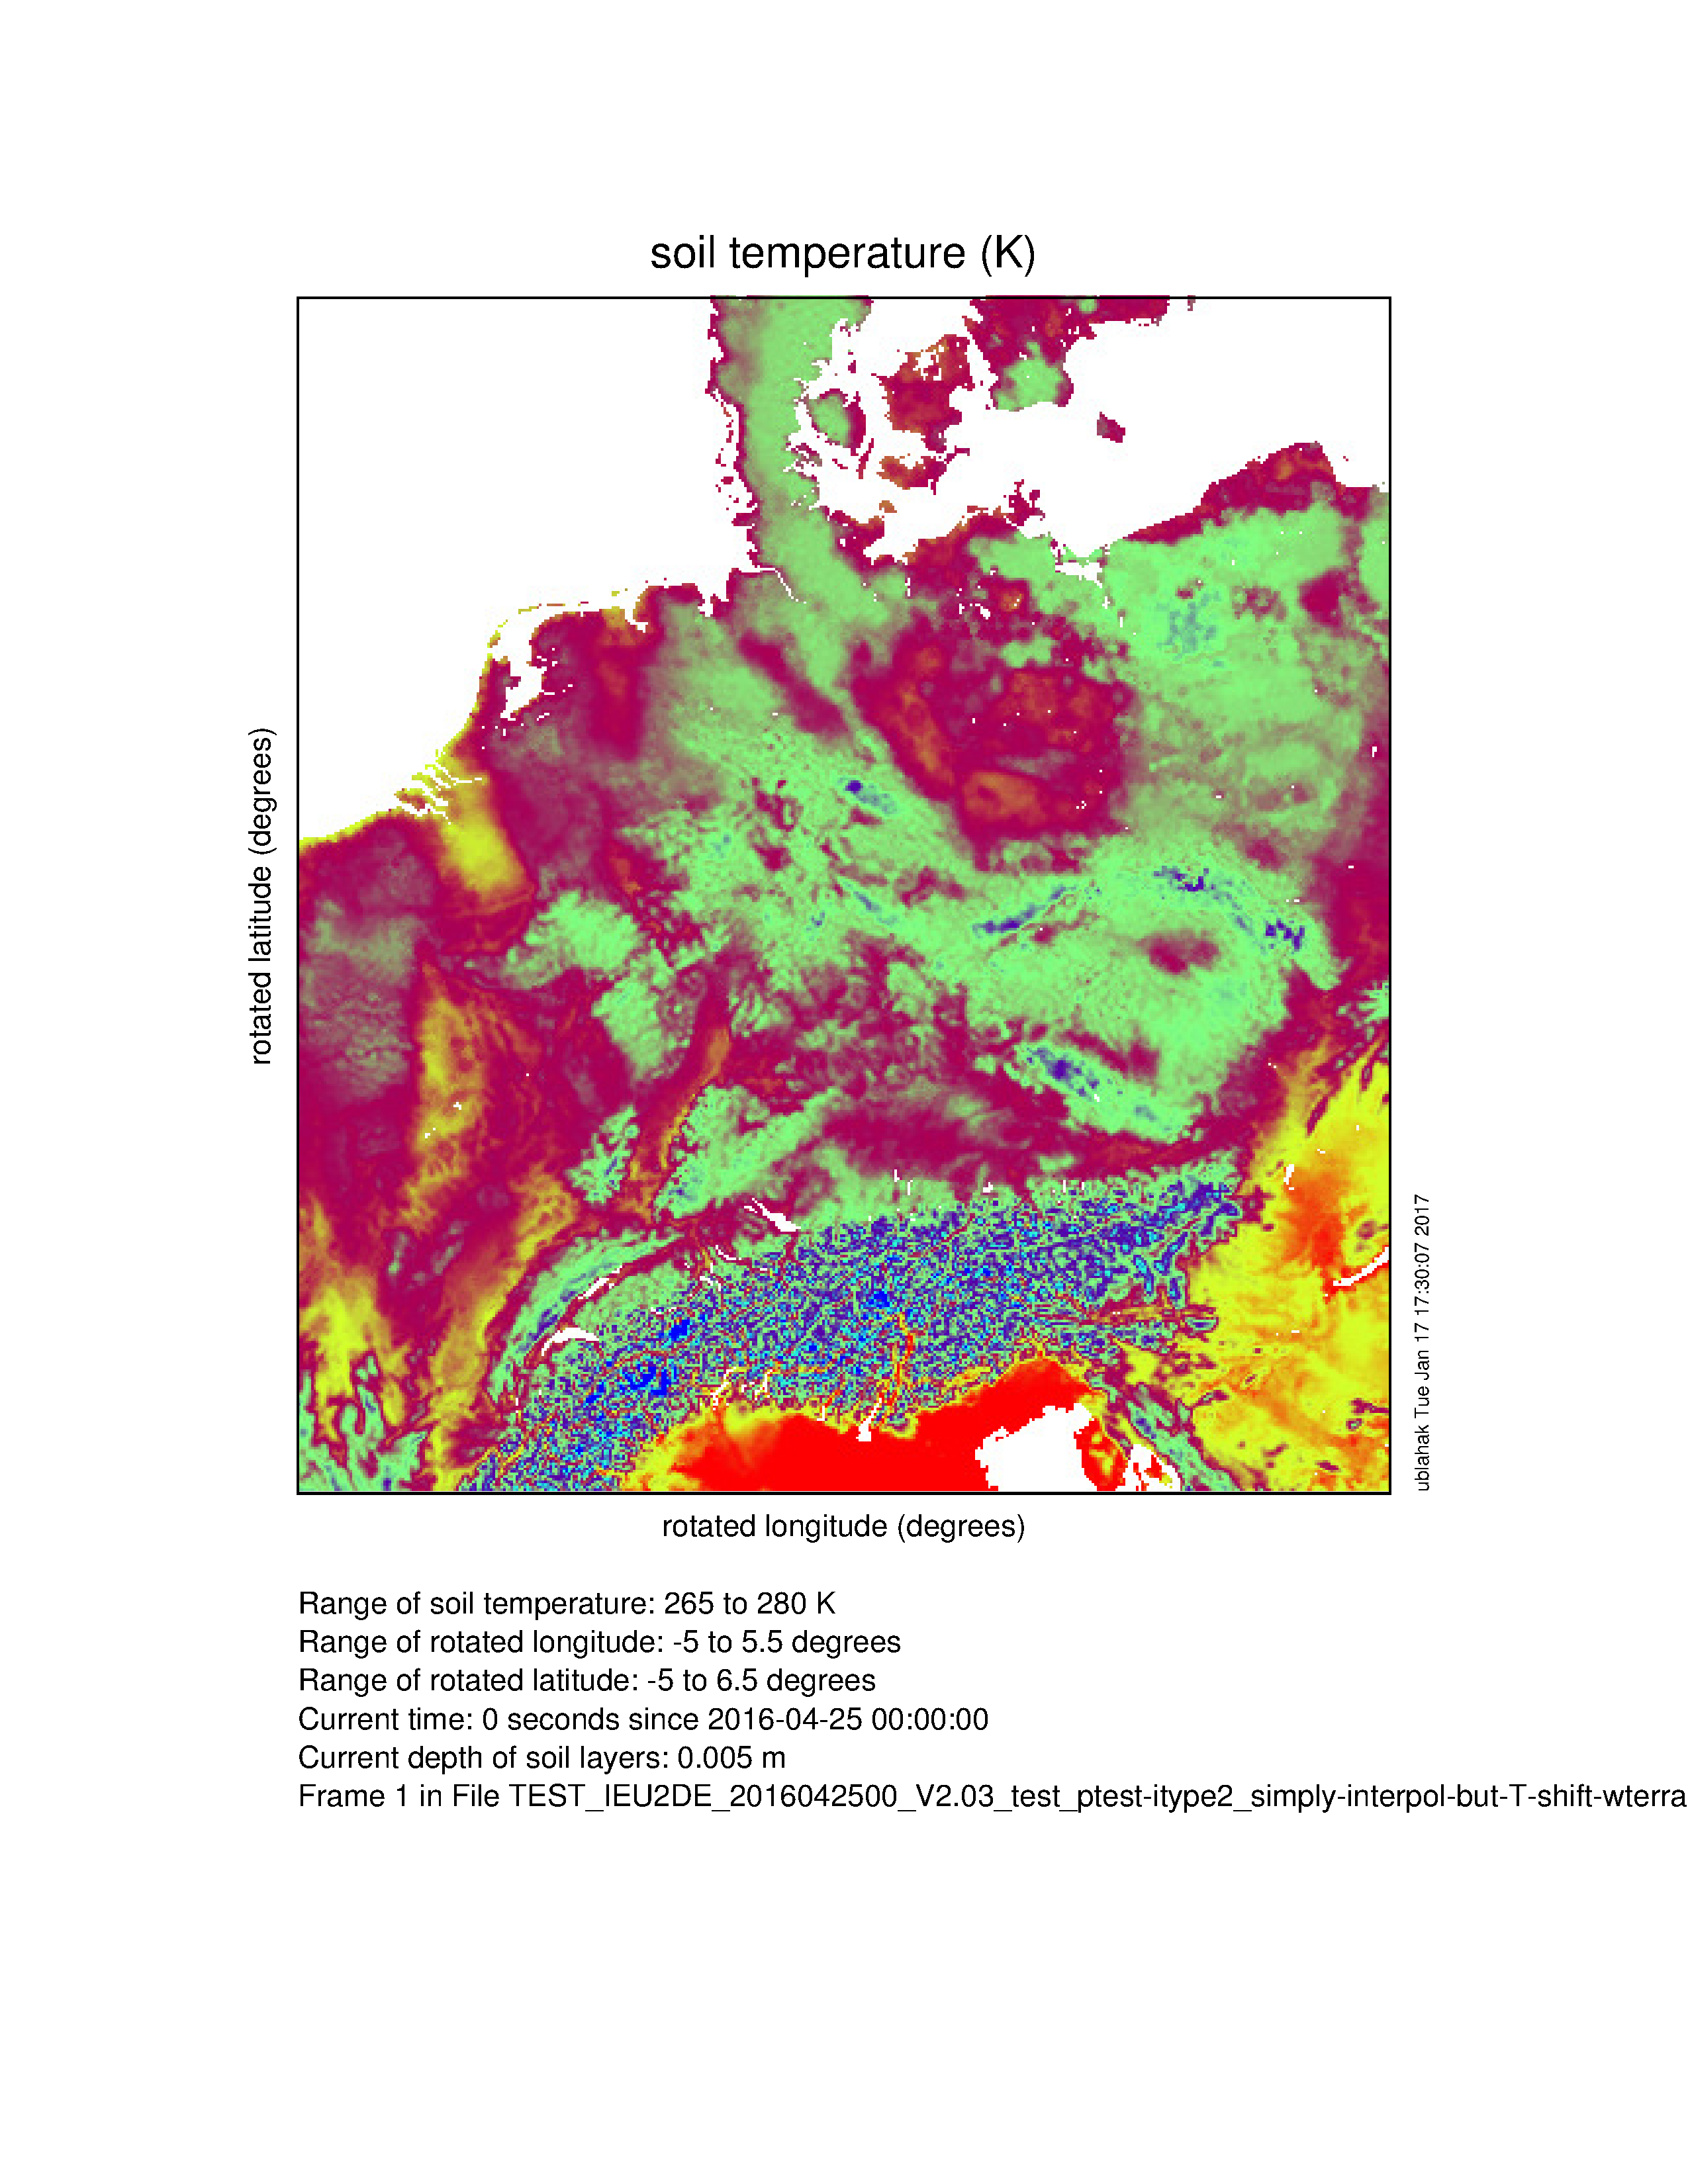 soil temperature (K)
rotated latitude (degrees)
rotated longitude (degrees)
ublahak Tue Jan 17 17:30:07 2017
Range of soil temperature: 265 to 280 K
Range of rotated longitude: -5 to 5.5 degrees
Range of rotated latitude: -5 to 6.5 degrees
Current time: 0 seconds since 2016-04-25 00:00:00
Current depth of soil layers: 0.005 m
Frame 1 in File TEST_IEU2DE_2016042500_V2.03_test_ptest-itype2_simply-interpol-but-T-shift-wterra